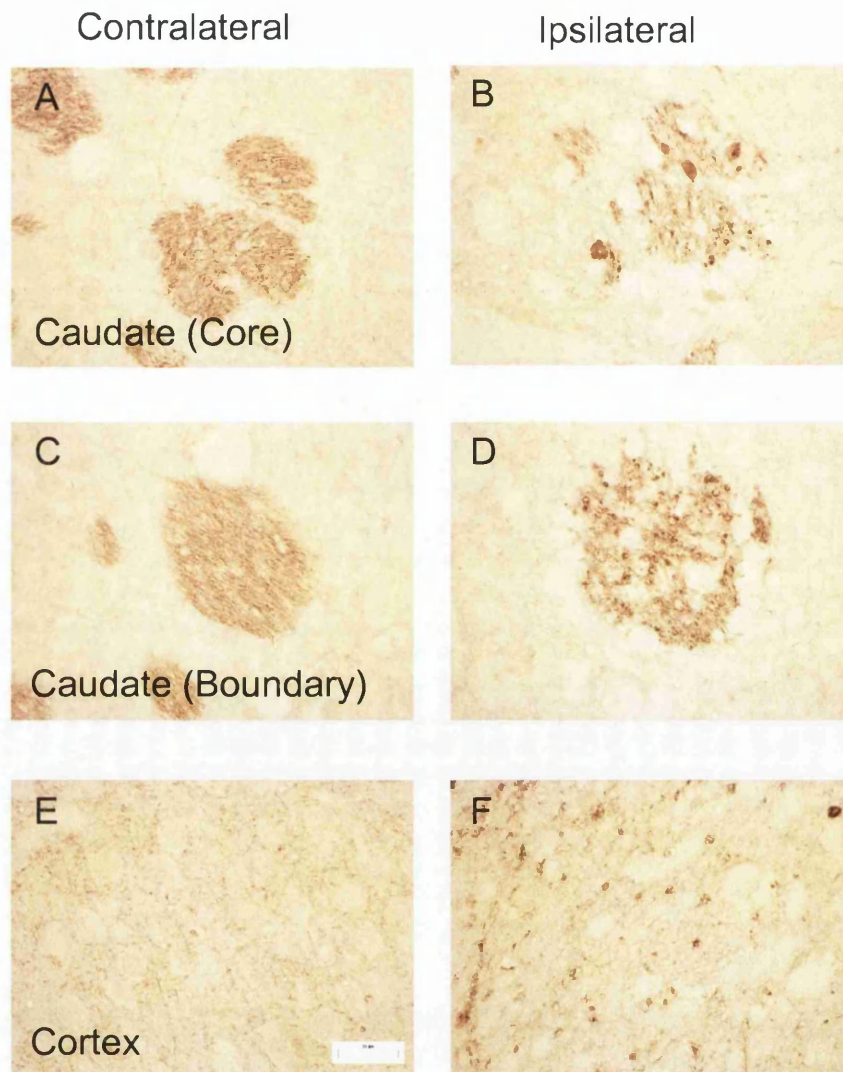 Contralateral Ipsilateral
A B
Caudate (Core)
C D
Caudate (Boundary)
E F
Cortex